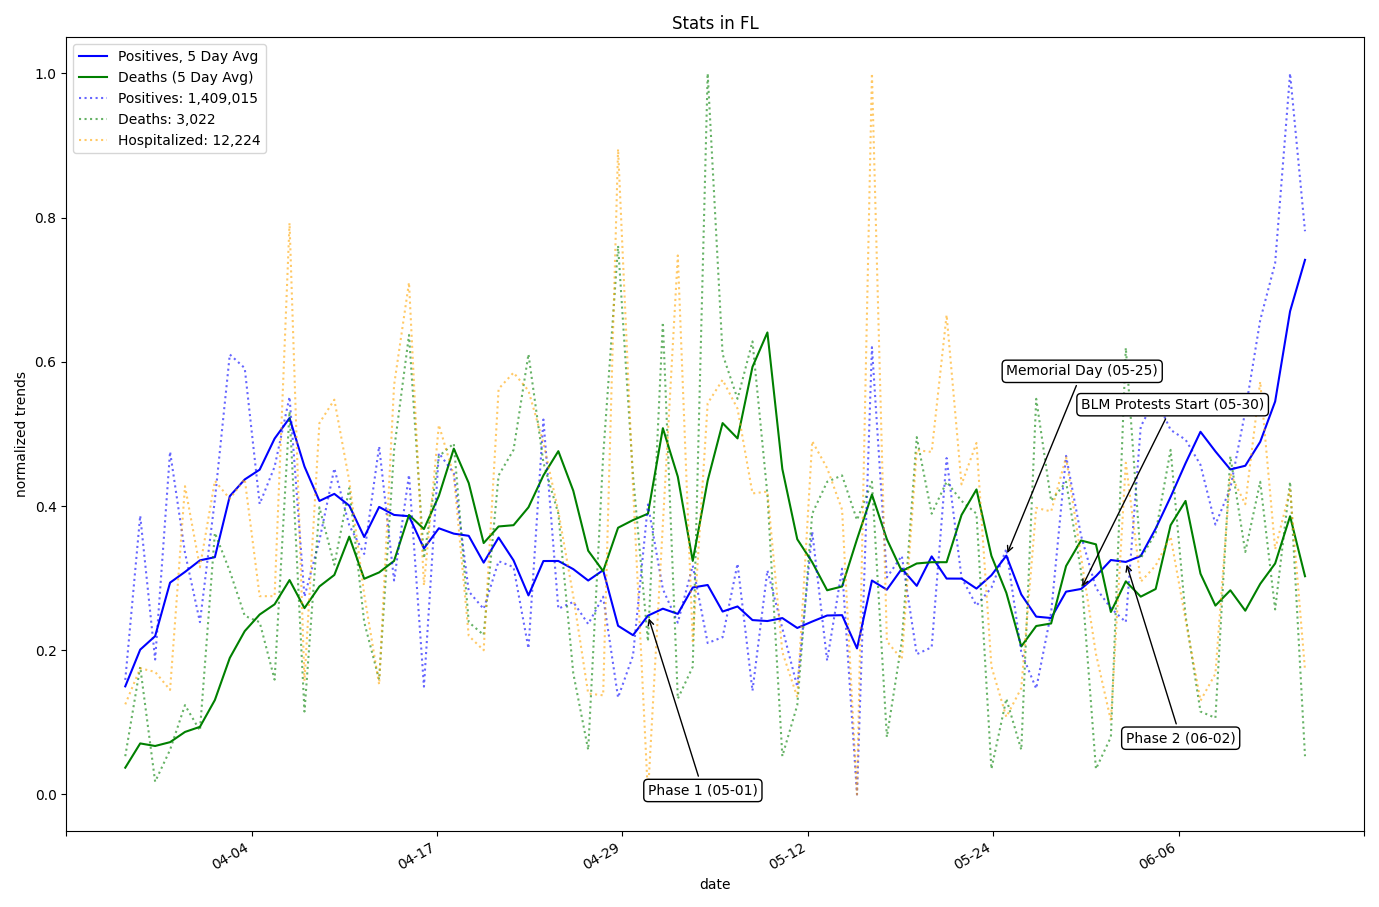 Stats in FL
Positives, 5 Day Avg
Deaths (5 Day Avg)
Positives: 1,409,015
Deaths: 3,022
Hospitalized: 12,224
1.0
0.8
0.6
0.4
0.2
0.0
normalized trends
Memorial Day (05-25)
BLM Protests Start (05-30)
Phase 2 (06-02)
Phase 1 (05-01)
04-04
04-17
04-29
05-12
05-24
06-06
date